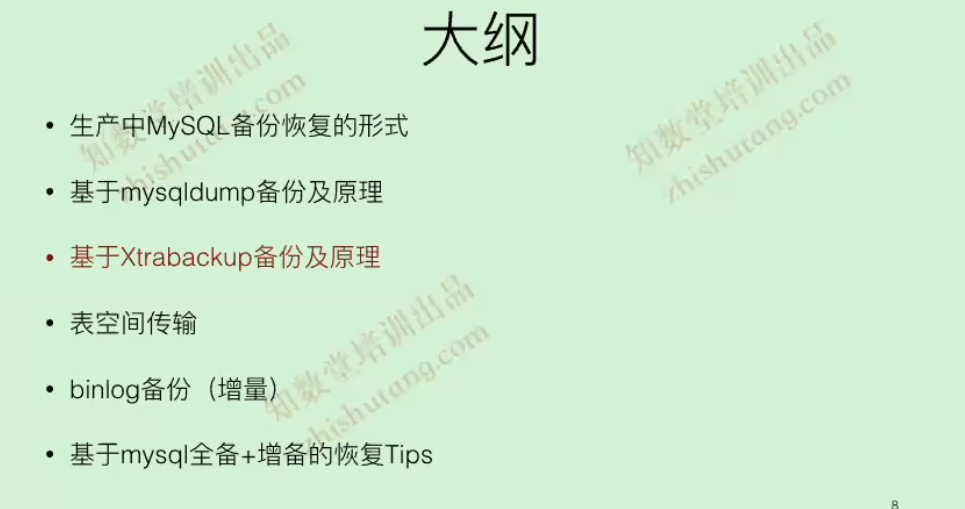 大纲
• 生产中MySQL备份恢复的形式
• 基于mysqldump备份及原理
• 基于Xtrabackup备份及原理
• 表空间传输
• binlog备份（增量）
• 基于mysql全备+增备的恢复Tips
知数堂培训出品
zhishutang.com
知数堂培训出品
zhishutang.com
知数堂培训出品
zhishutang.com
8